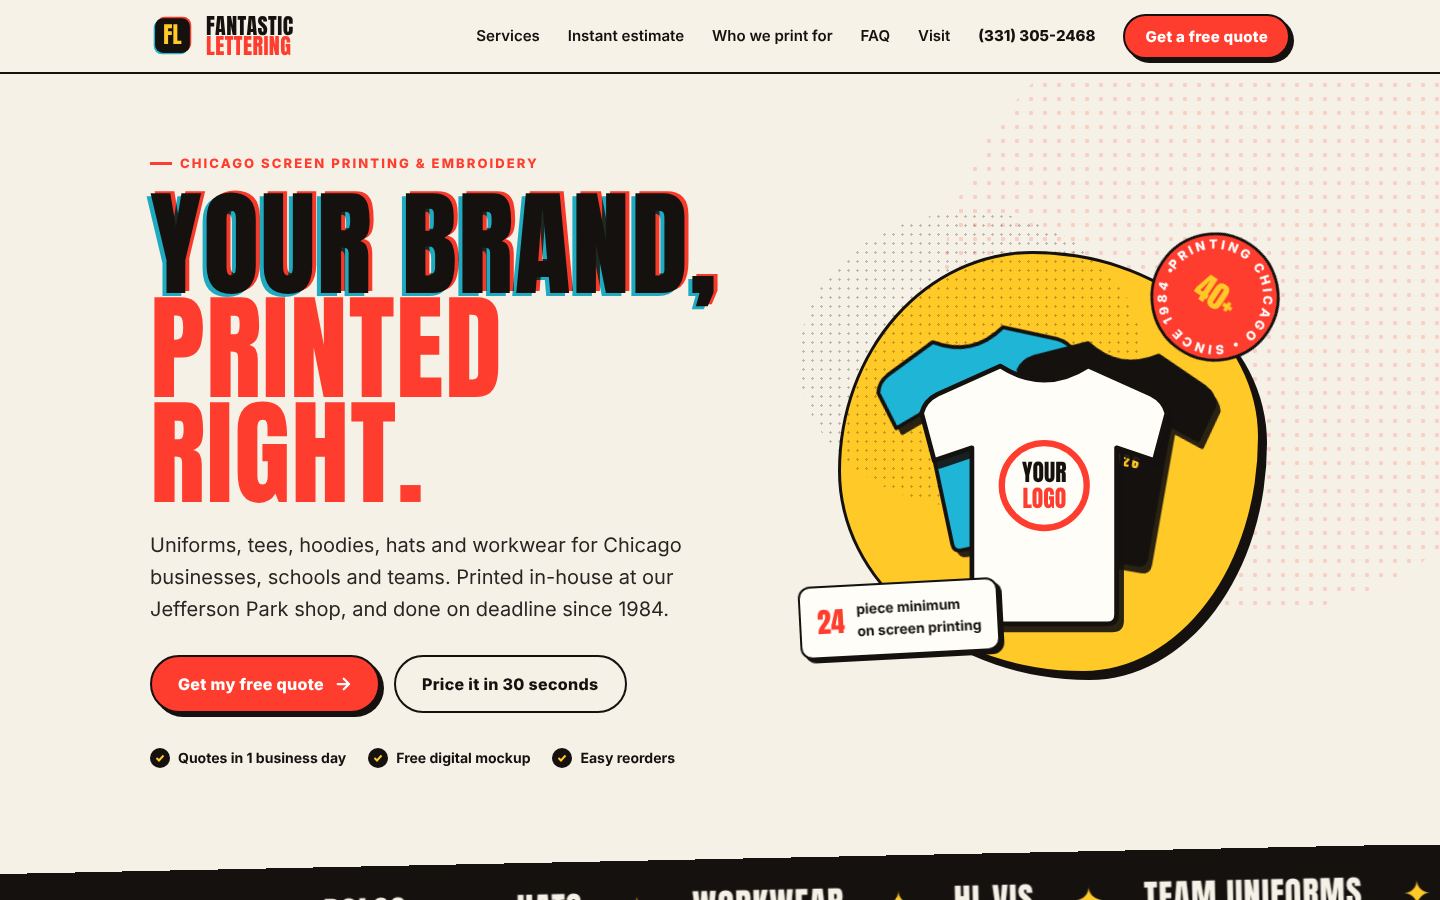 FL
FANTASTIC
LETTERING
Services
Instant estimate
Who we print for
FAQ
Visit
(331) 305-2468
Get a free quote
CHICAGO SCREEN PRINTING & EMBROIDERY
YOUR BRAND,
PRINTED
RIGHT.
Uniforms, tees, hoodies, hats and workwear for Chicago
businesses, schools and teams. Printed in-house at our
Jefferson Park shop, and done on deadline since 1984.
Get my free quote →
Price it in 30 seconds
Quotes in 1 business day
Free digital mockup
Easy reorders
PRINTING CHICAGO • SINCE 1984 •
40+
YOUR
LOGO
24
piece minimum
on screen printing
HATS
WORKWEAR
HI-VIS
TEAM UNIFORMS